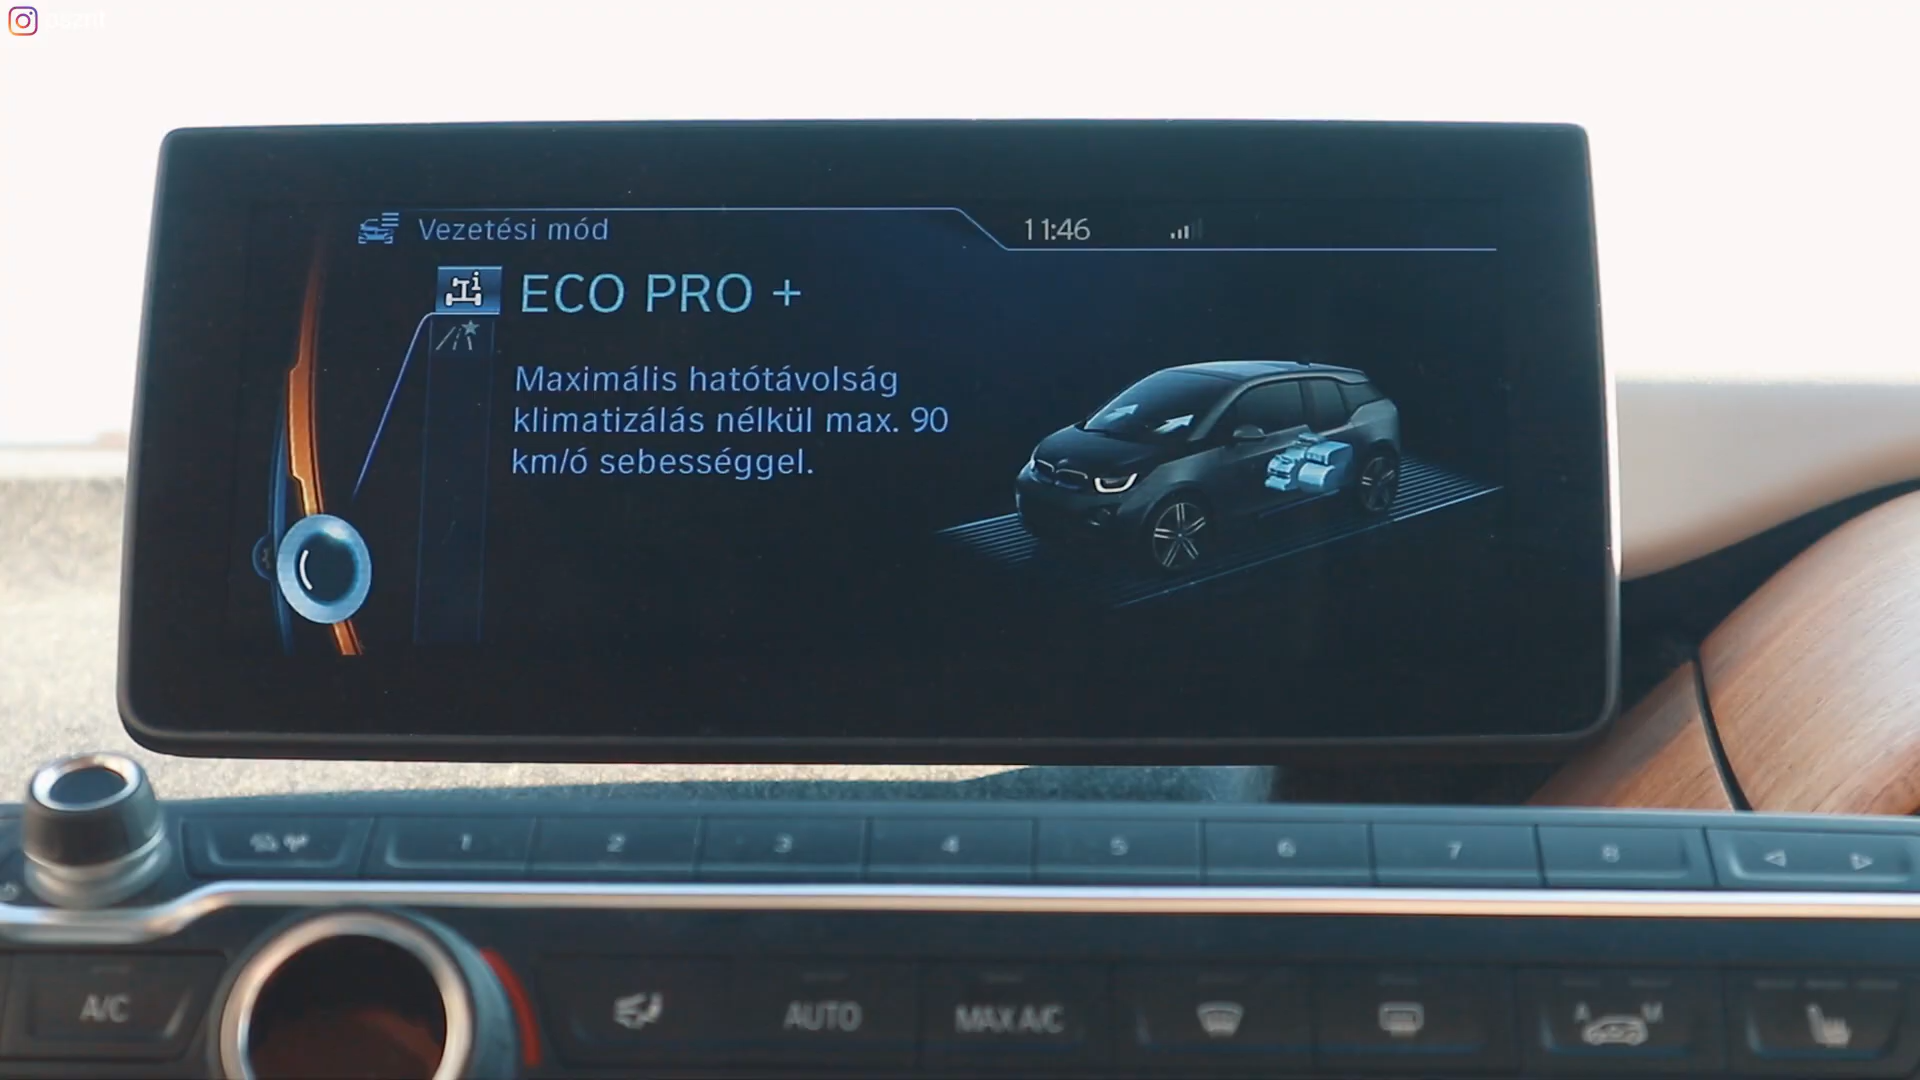 Vezetési mód
11:46
ECO PRO +
Maximális hatótávolság
klimatizálás nélkül max. 90
km/ó sebességgel.
1 2 3 4 5 6 7 8
A/C
AUTO
MAX A/C
A M